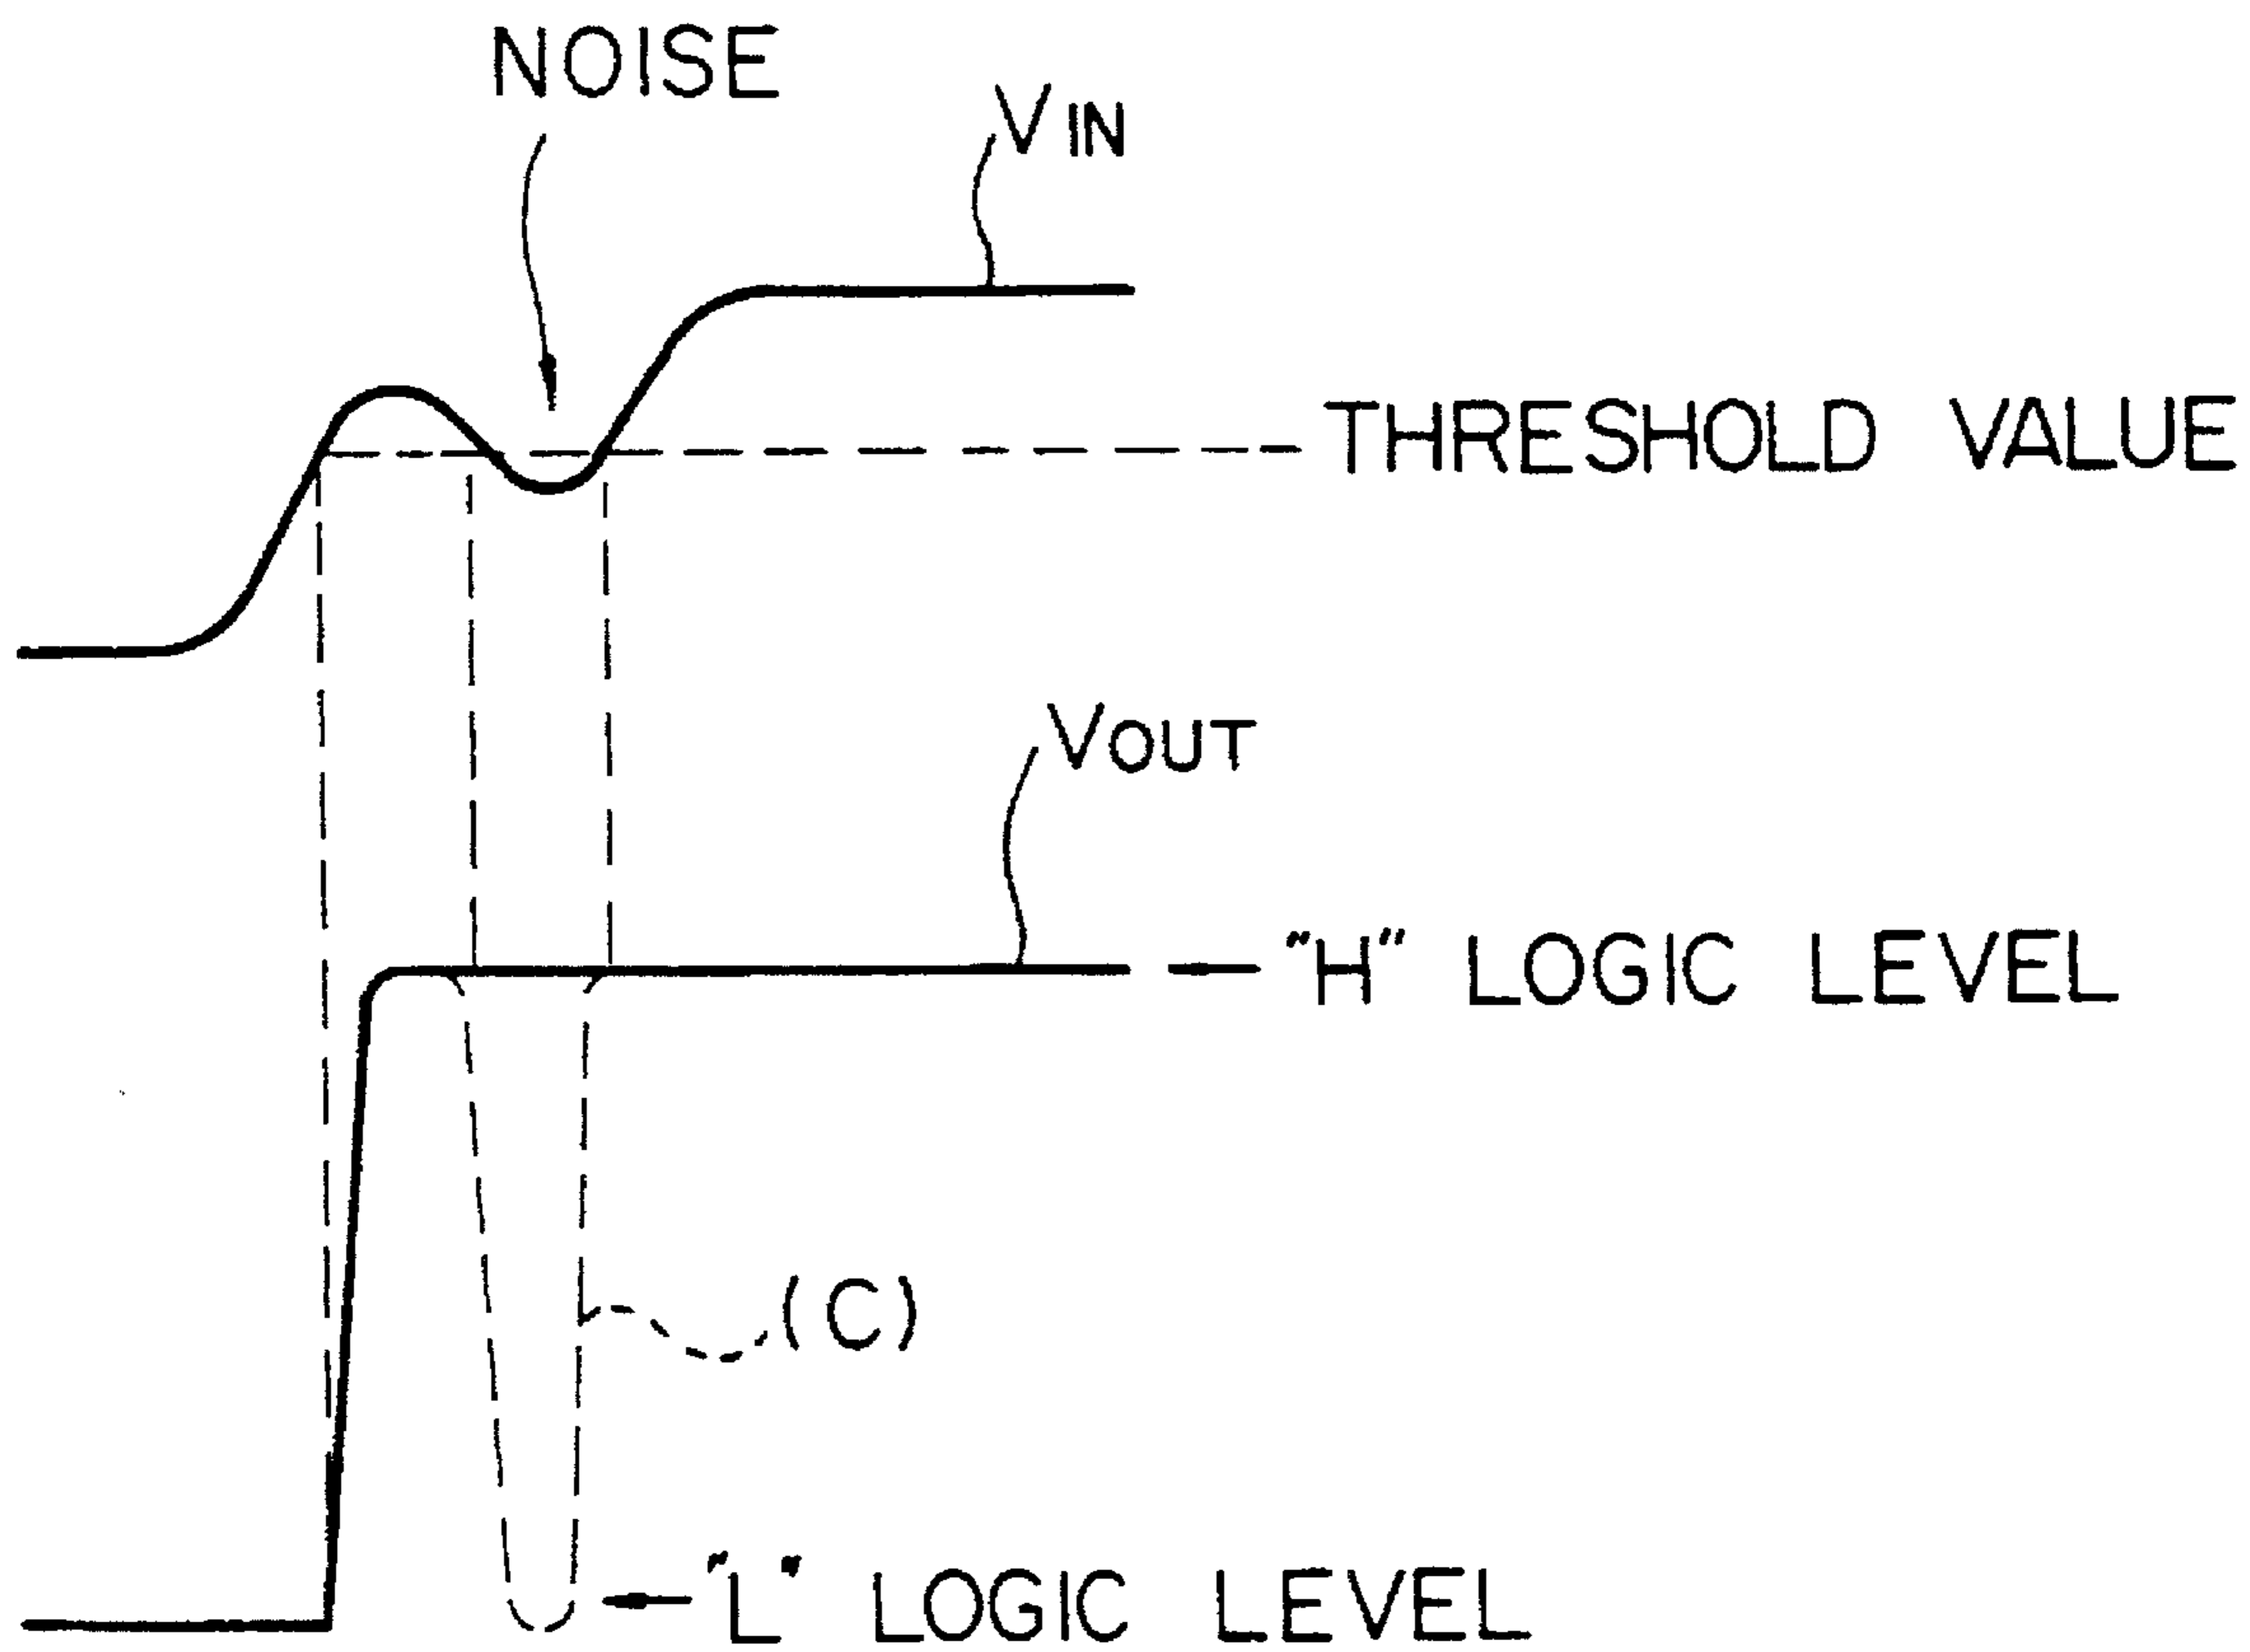 NOISE
VIN
THRESHOLD VALUE
VOUT
"H" LOGIC LEVEL
(C)
"L" LOGIC LEVEL